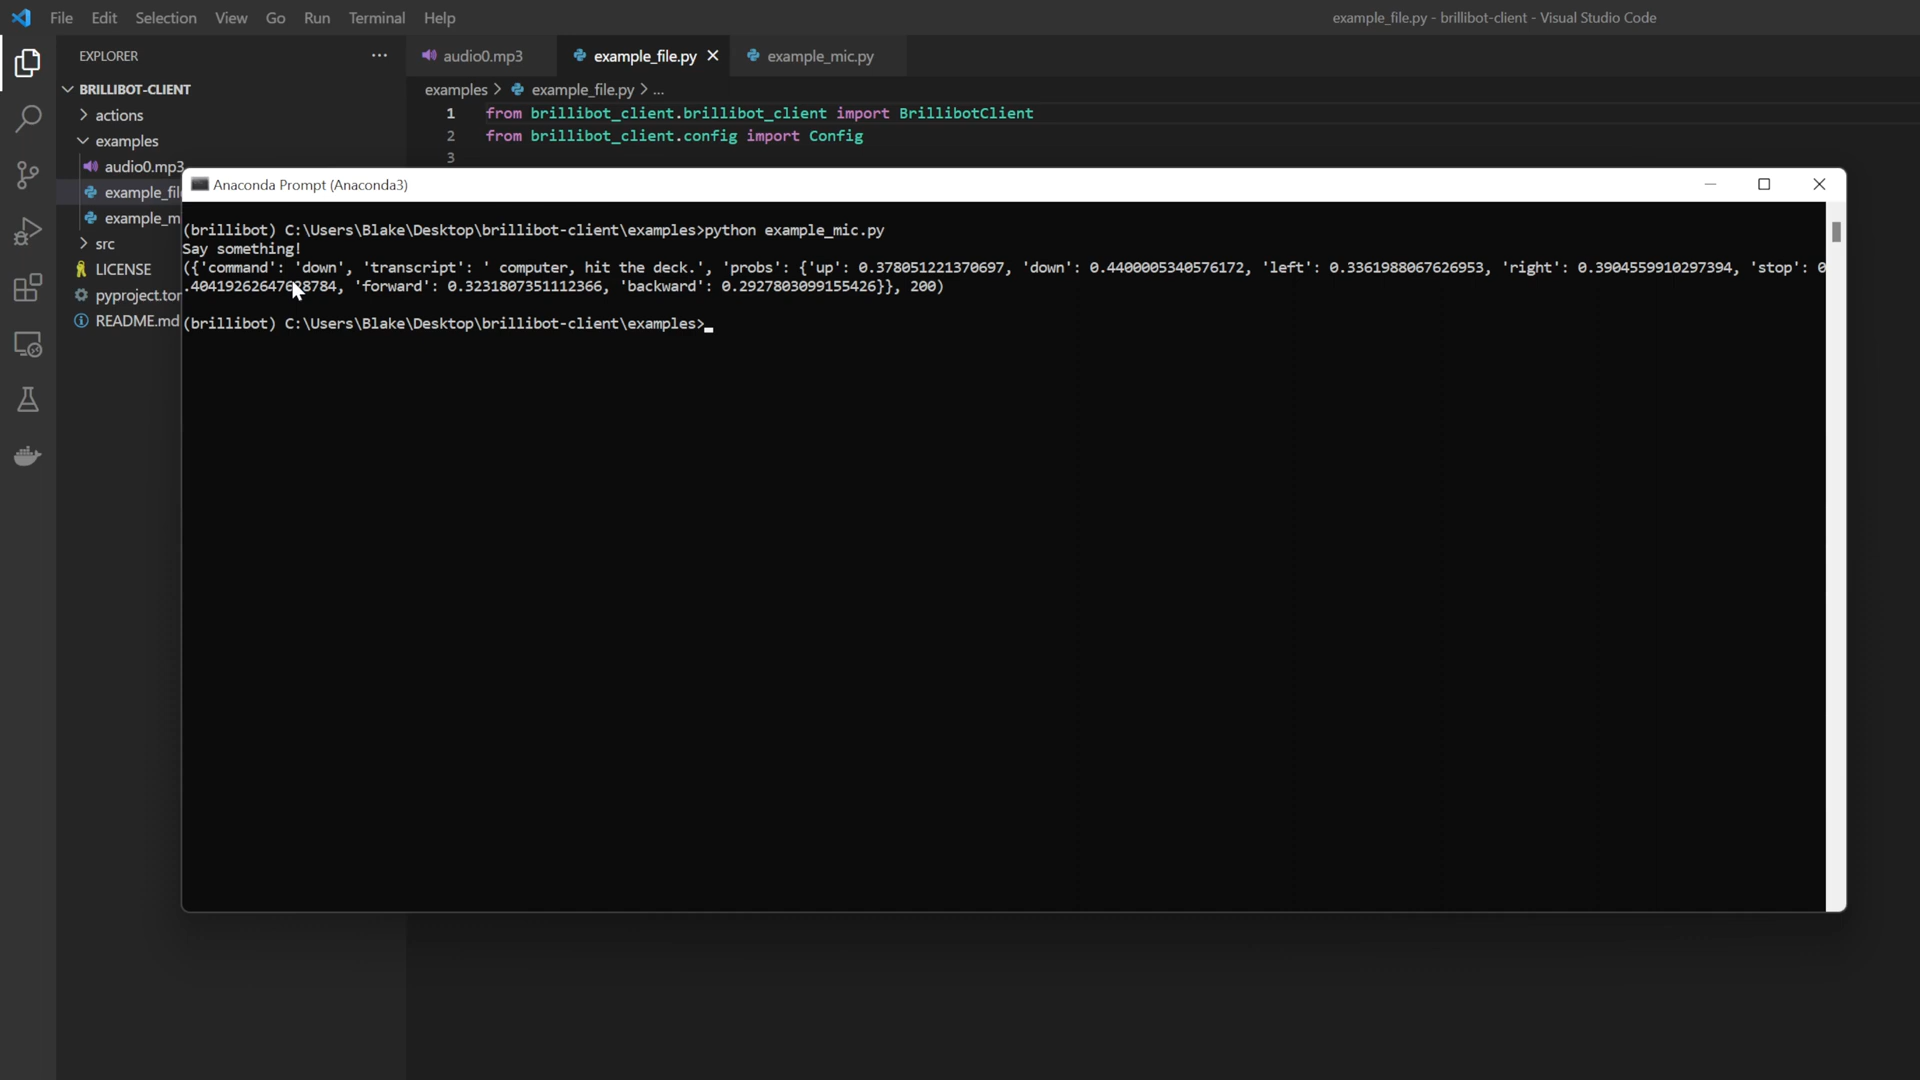 File Edit Selection View Go Run Terminal Help
example_file.py - brillibot-client - Visual Studio Code
EXPLORER
audio0.mp3
example_file.py
example_mic.py
BRILLIBOT-CLIENT
actions
examples
audio0.mp3
example_fil
example_m
src
LICENSE
pyproject.tor
README.md
examples > example_file.py > ...
1 from brillibot_client.brillibot_client import BrillibotClient
2 from brillibot_client.config import Config
3
Anaconda Prompt (Anaconda3)
(brillibot) C:\Users\Blake\Desktop\brillibot-client\examples>python example_mic.py
Say something!
({'command': 'down', 'transcript': ' computer, hit the deck.', 'probs': {'up': 0.378051221370697, 'down': 0.4400005340576172, 'left': 0.3361988067626953, 'right': 0.3904559910297394, 'stop': 0
'forward': 0.3231807351112366, 'backward': 0.2927803099155426}}, 200)
(brillibot) C:\Users\Blake\Desktop\brillibot-client\examples>